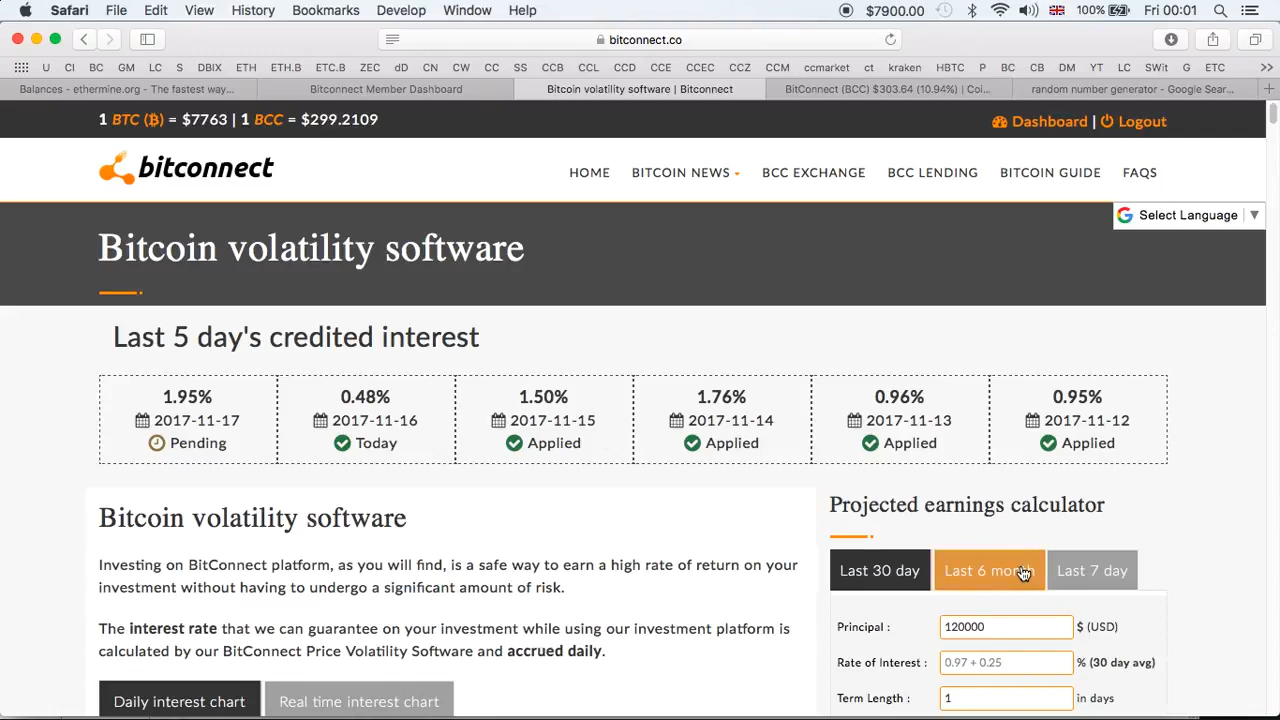 Safari File Edit View History Bookmarks Develop Window Help $7900.00 100% Fri 00:01
bitconnect.co
U CI BC GM LC S DBIX ETH ETH.B ETC.B ZEC dD CN CW CC SS CCB CCL CCD CCE CCEC CCZ CCM ccmarket ct kraken HBTC P BC CB DM YT LC SWit G ETC
Balances - ethermine.org - The fastest way... Bitconnect Member Dashboard Bitcoin volatility software | Bitconnect BitConnect (BCC) $303.64 (10.94%) | Coi... random number generator - Google Sear...
1 BTC (₿) = $7763 | 1 BCC = $299.2109 Dashboard | Logout
bitconnect HOME BITCOIN NEWS BCC EXCHANGE BCC LENDING BITCOIN GUIDE FAQS
G Select Language ▼
Bitcoin volatility software
Last 5 day's credited interest
1.95% 0.48% 1.50% 1.76% 0.96% 0.95%
2017-11-17 2017-11-16 2017-11-15 2017-11-14 2017-11-13 2017-11-12
Pending Today Applied Applied Applied Applied
Bitcoin volatility software
Investing on BitConnect platform, as you will find, is a safe way to earn a high rate of return on your
investment without having to undergo a significant amount of risk.
The interest rate that we can guarantee on your investment while using our investment platform is
calculated by our BitConnect Price Volatility Software and accrued daily.
Daily interest chart Real time interest chart
Projected earnings calculator
Last 30 day Last 6 month Last 7 day
Principal : 120000 $ (USD)
Rate of Interest : 0.97 + 0.25 % (30 day avg)
Term Length : 1 in days